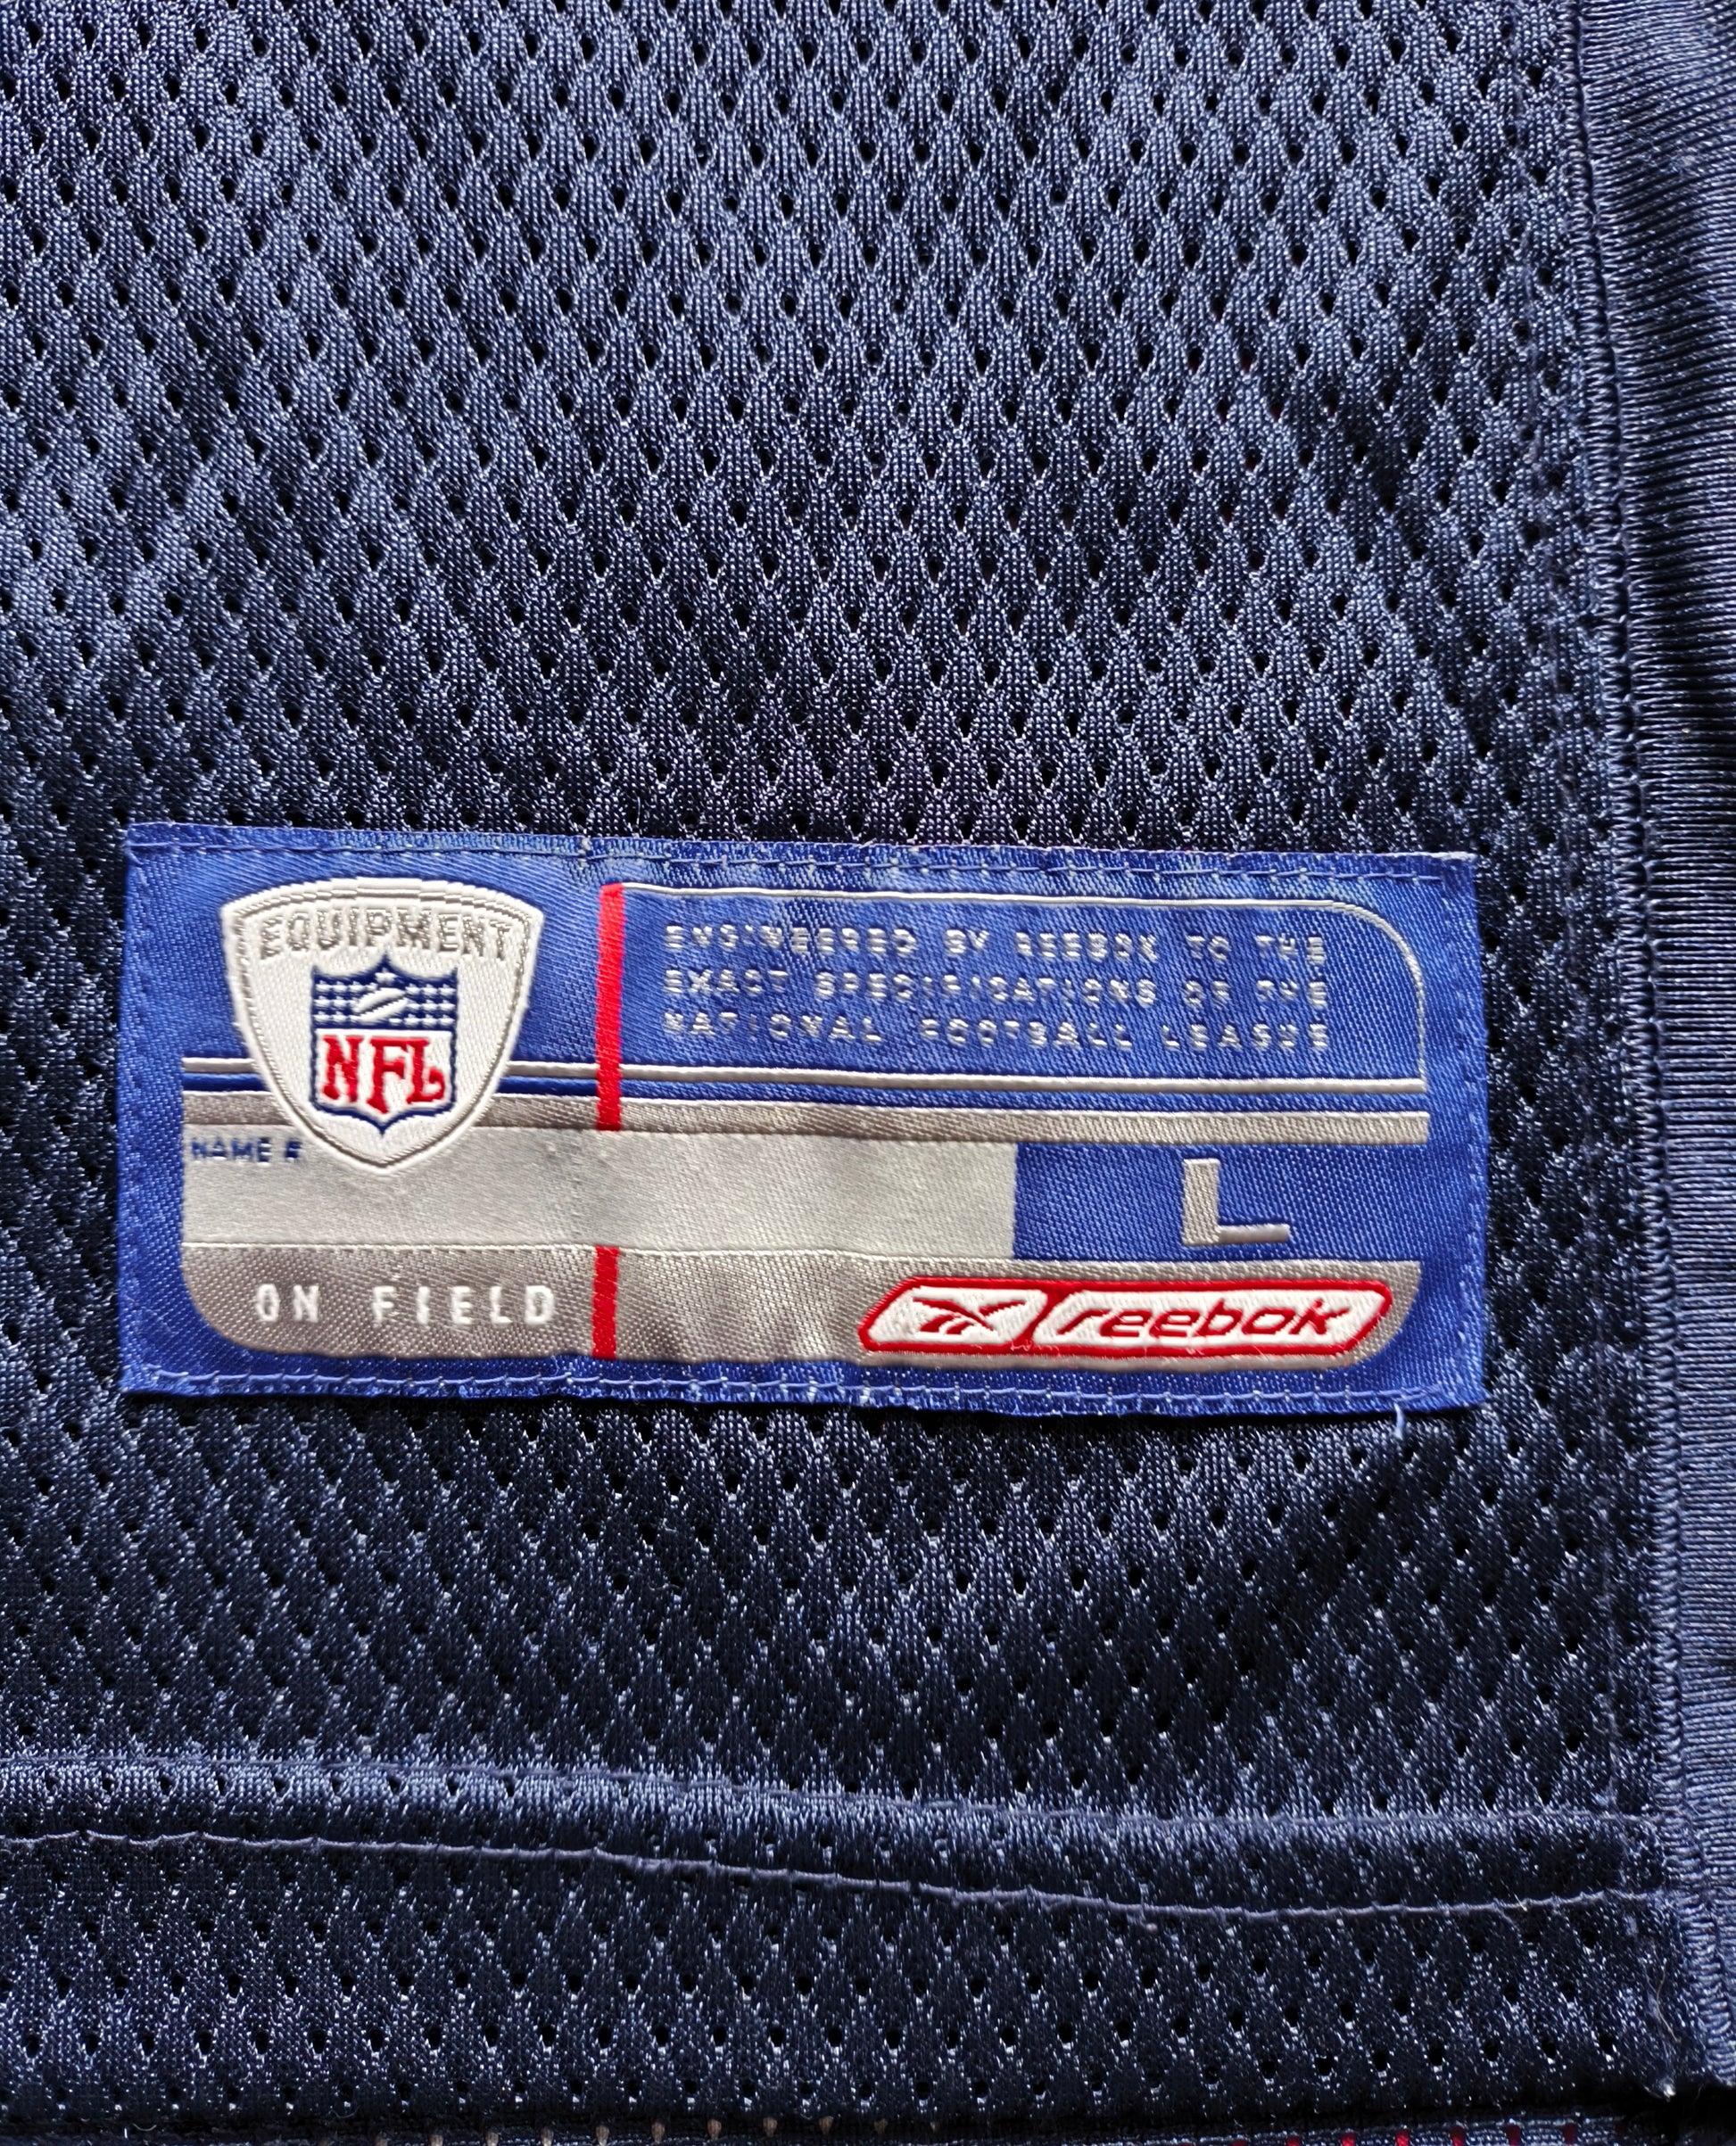 EQUIPMENT
NFL
ENGINEERED BY REEBOK TO THE
EXACT SPECIFICATIONS OF THE
NATIONAL FOOTBALL LEAGUE
NAME #
L
ON FIELD
reebok